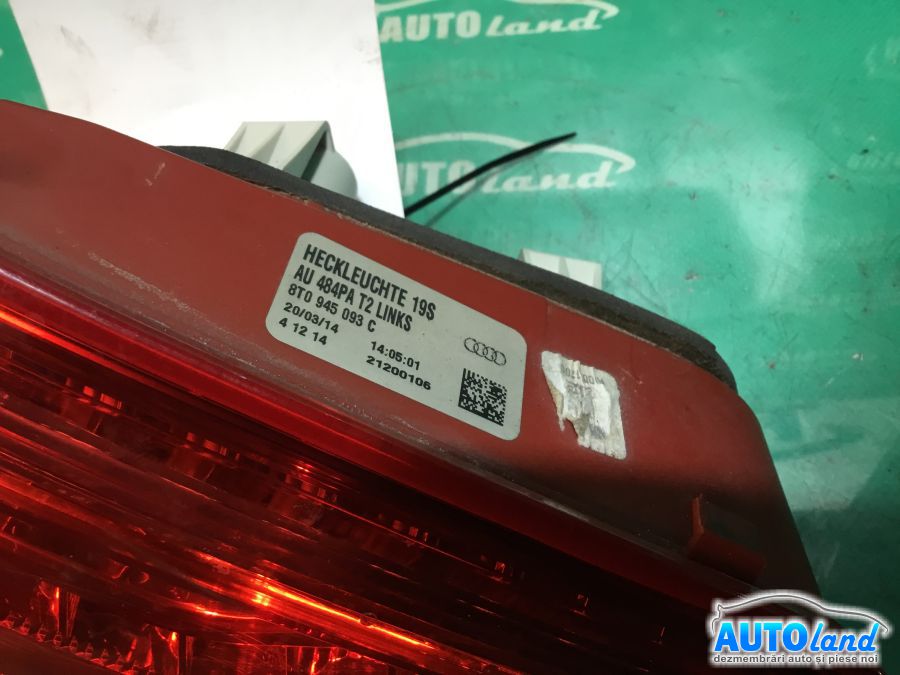 AUTOland
AUTOland
HECKLEUCHTE 19S
AU 484PA T2 LINKS
8T0 945 093 C
20/03/14 14:05:01
4 12 14 21200106
AUTOland
dezmembrări auto și piese noi